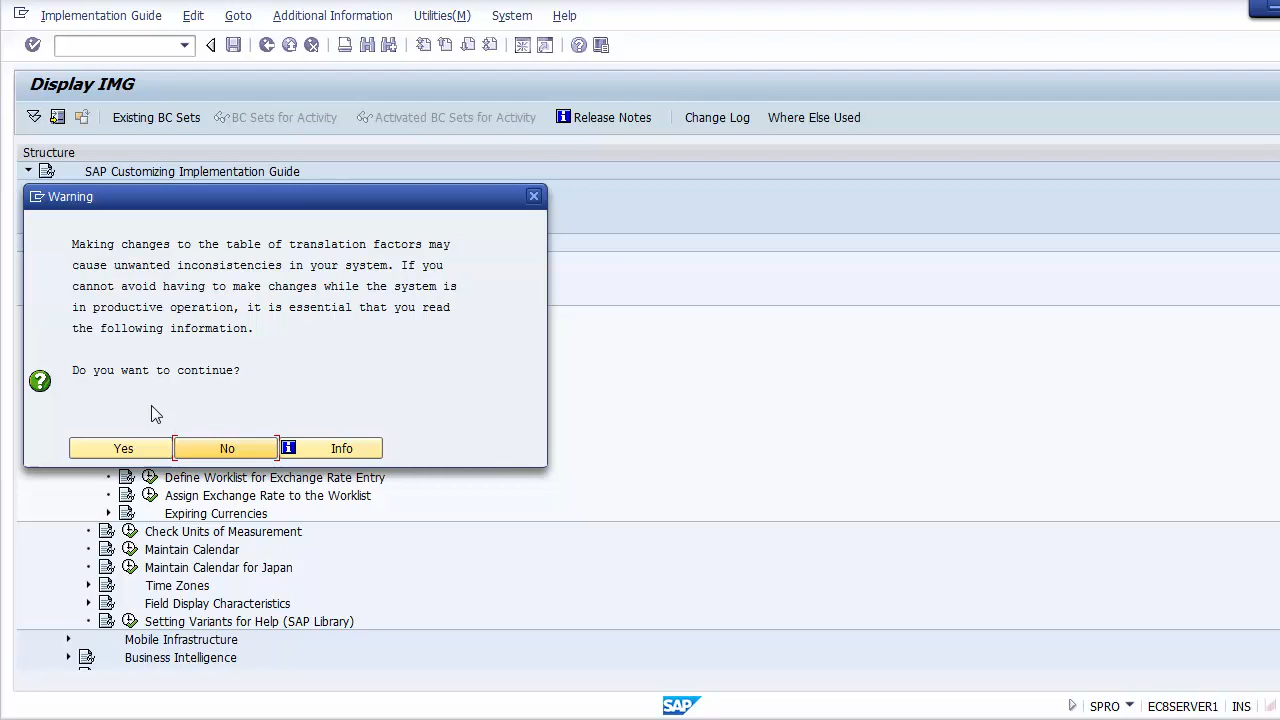 Implementation Guide Edit Goto Additional Information Utilities(M) System Help
Display IMG
Existing BC Sets BC Sets for Activity Activated BC Sets for Activity Release Notes Change Log Where Else Used
Structure
SAP Customizing Implementation Guide
Warning
Making changes to the table of translation factors may
cause unwanted inconsistencies in your system. If you
cannot avoid having to make changes while the system is
in productive operation, it is essential that you read
the following information.
Do you want to continue?
Yes No Info
Define Worklist for Exchange Rate Entry
Assign Exchange Rate to the Worklist
Expiring Currencies
Check Units of Measurement
Maintain Calendar
Maintain Calendar for Japan
Time Zones
Field Display Characteristics
Setting Variants for Help (SAP Library)
Mobile Infrastructure
Business Intelligence
SAP SPRO EC8SERVER1 INS